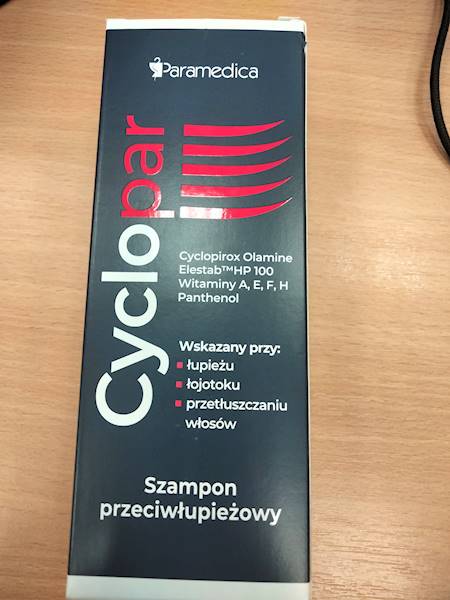 Paramedica
Cyclopar
Cyclopirox Olamine
Elestab™HP 100
Witaminy A, E, F, H
Panthenol
Wskazany przy:
▪ łupieżu
▪ łojotoku
▪ przetłuszczaniu
włosów
Szampon
przeciwłupieżowy